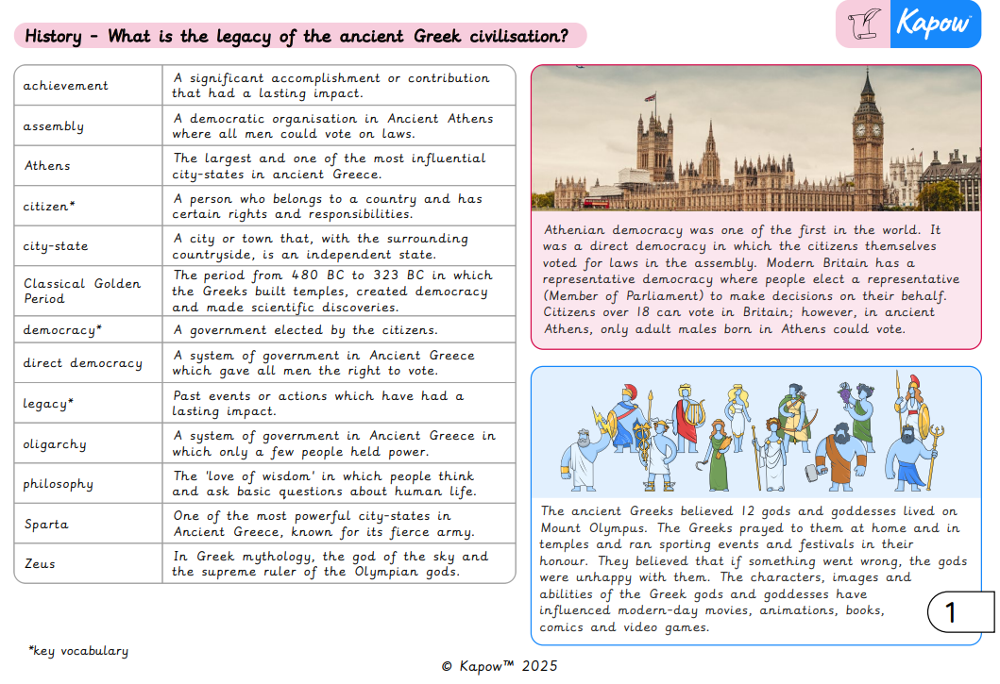 History - What is the legacy of the ancient Greek civilisation?
Kapow™
achievement
A significant accomplishment or contribution
that had a lasting impact.
assembly
A democratic organisation in Ancient Athens
where all men could vote on laws.
Athens
The largest and one of the most influential
city-states in ancient Greece.
citizen*
A person who belongs to a country and has
certain rights and responsibilities.
city-state
A city or town that, with the surrounding
countryside, is an independent state.
Classical Golden
Period
The period from 480 BC to 323 BC in which
the Greeks built temples, created democracy
and made scientific discoveries.
democracy*
A government elected by the citizens.
direct democracy
A system of government in Ancient Greece
which gave all men the right to vote.
legacy*
Past events or actions which have had a
lasting impact.
oligarchy
A system of government in Ancient Greece in
which only a few people held power.
philosophy
The 'love of wisdom' in which people think
and ask basic questions about human life.
Sparta
One of the most powerful city-states in
Ancient Greece, known for its fierce army.
Zeus
In Greek mythology, the god of the sky and
the supreme ruler of the Olympian gods.
*key vocabulary
Athenian democracy was one of the first in the world. It
was a direct democracy in which the citizens themselves
voted for laws in the assembly. Modern Britain has a
representative democracy where people elect a representative
(Member of Parliament) to make decisions on their behalf.
Citizens over 18 can vote in Britain; however, in ancient
Athens, only adult males born in Athens could vote.
The ancient Greeks believed 12 gods and goddesses lived on
Mount Olympus. The Greeks prayed to them at home and in
temples and ran sporting events and festivals in their
honour. They believed that if something went wrong, the gods
were unhappy with them. The characters, images and
abilities of the Greek gods and goddesses have
influenced modern-day movies, animations, books,
comics and video games.
1
© Kapow™ 2025